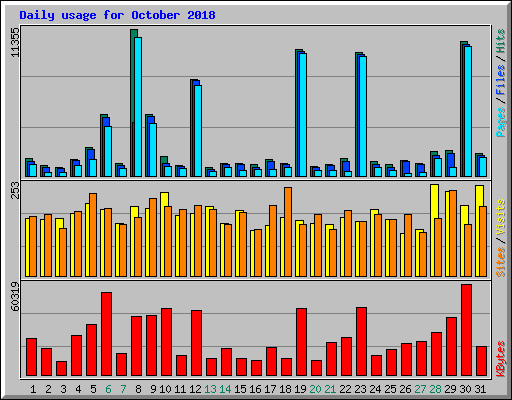 Daily usage for October 2018
11355
Pages / Files / Hits
253
Sites / Visits
60319
KBytes
1 2 3 4 5 6 7 8 9 10 11 12 13 14 15 16 17 18 19 20 21 22 23 24 25 26 27 28 29 30 31